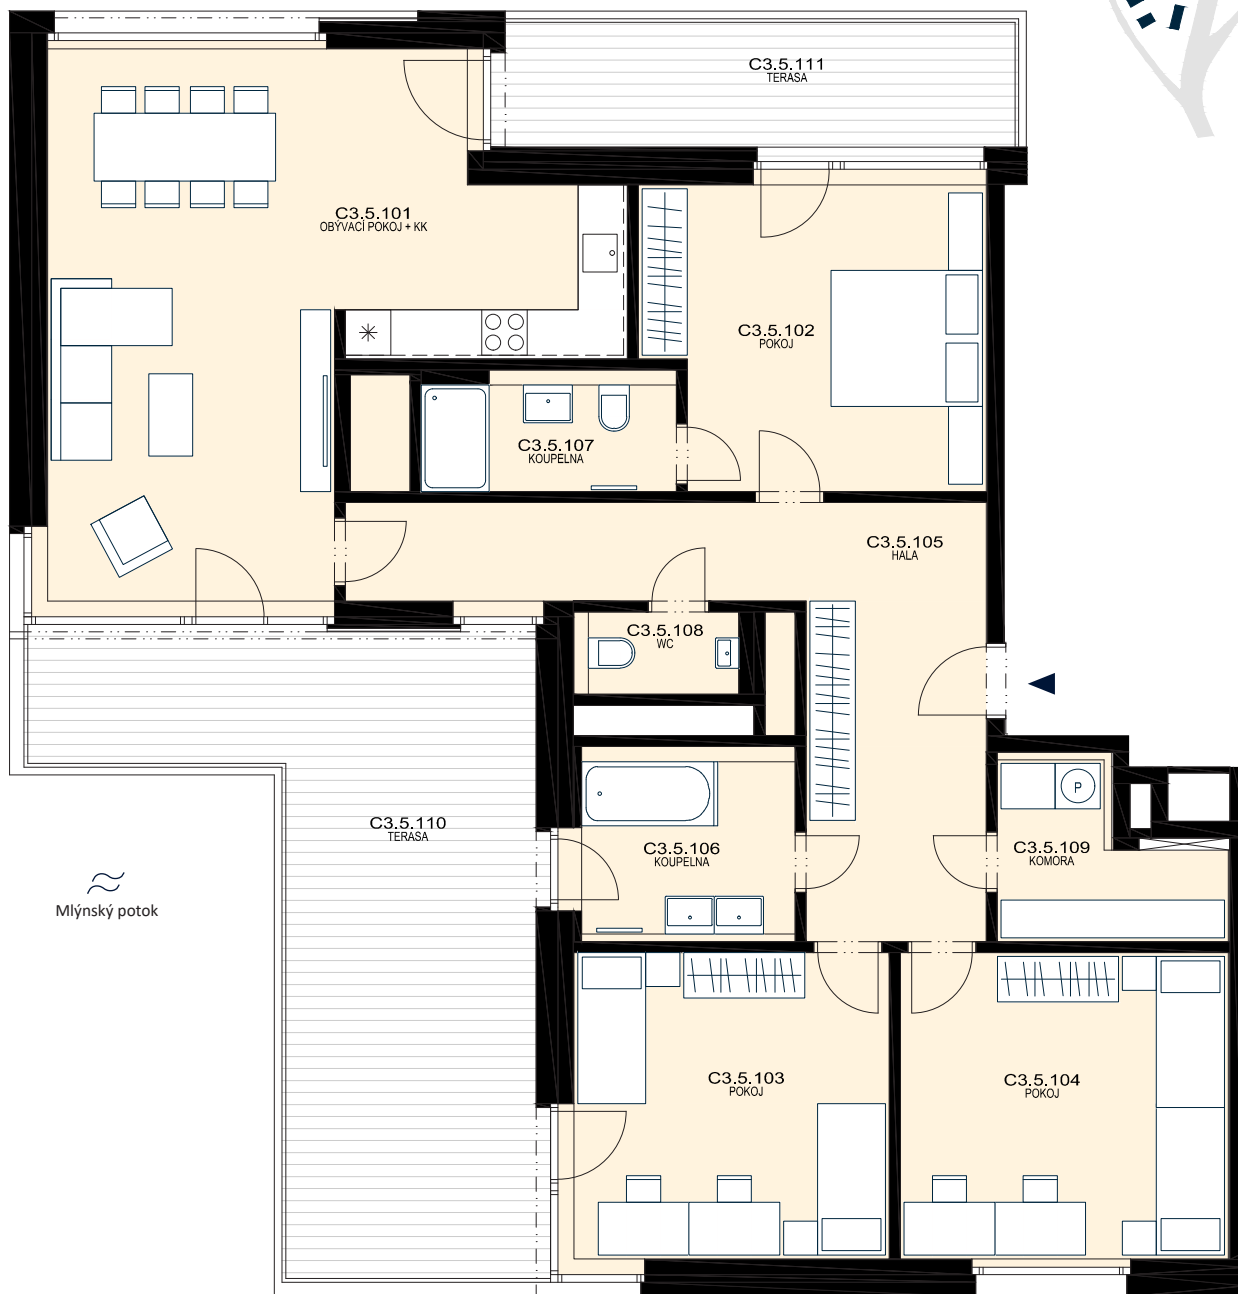 C3.5.111
TERASA
C3.5.101
OBÝVACÍ POKOJ + KK
C3.5.102
POKOJ
C3.5.107
KOUPELNA
C3.5.105
HALA
C3.5.108
WC
C3.5.110
TERASA
C3.5.106
KOUPELNA
P
C3.5.109
KOMORA
Mlýnský potok
C3.5.103
POKOJ
C3.5.104
POKOJ